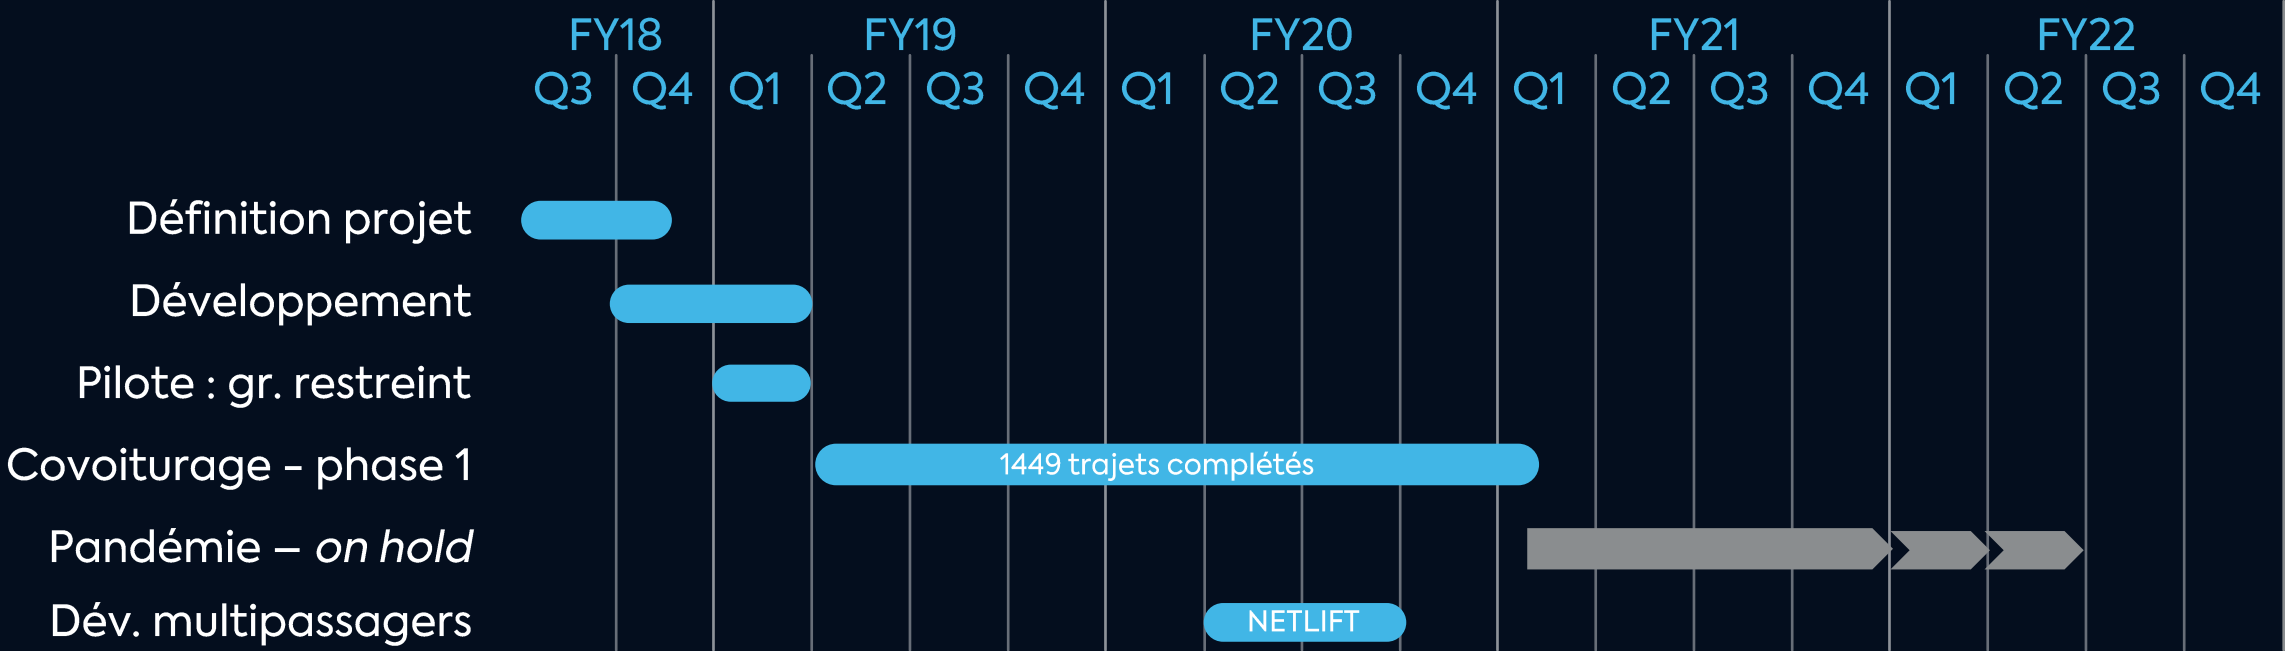 FY18 FY19 FY20 FY21 FY22
Q3 Q4 Q1 Q2 Q3 Q4 Q1 Q2 Q3 Q4 Q1 Q2 Q3 Q4 Q1 Q2 Q3 Q4
Définition projet
Développement
Pilote : gr. restreint
Covoiturage - phase 1 1449 trajets complétés
Pandémie – on hold
Dév. multipassagers NETLIFT